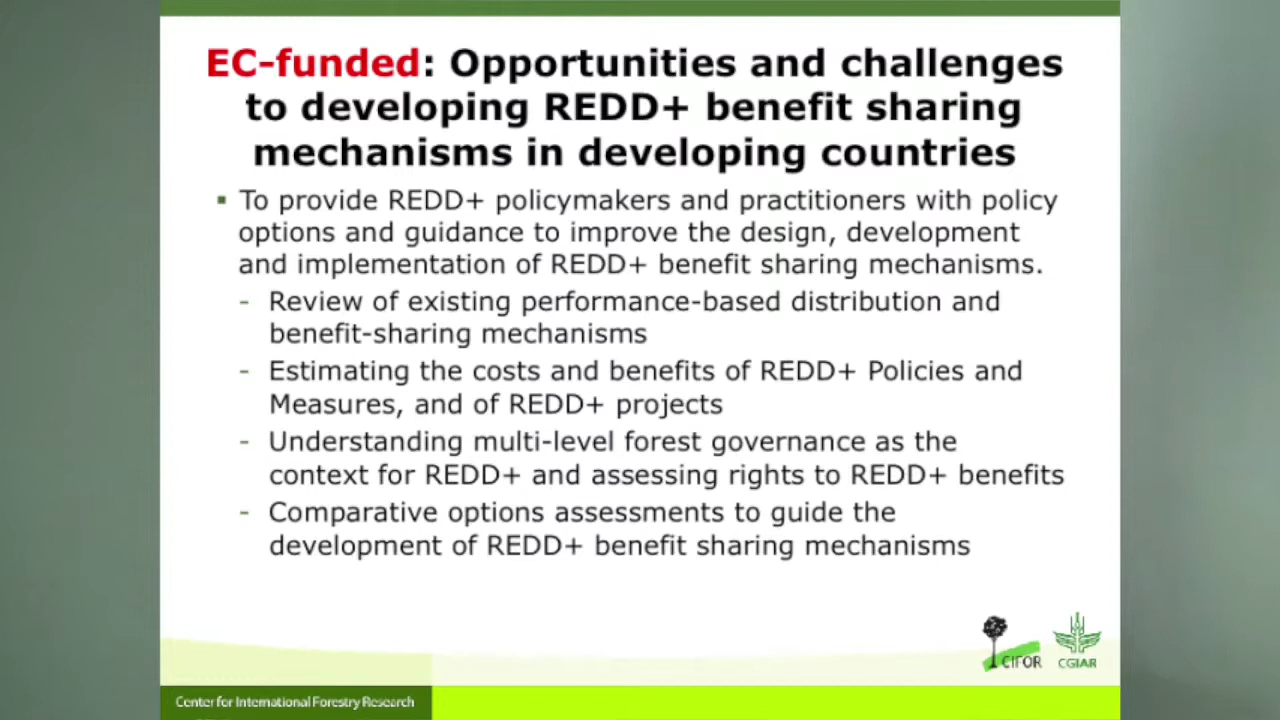 EC-funded: Opportunities and challenges
to developing REDD+ benefit sharing
mechanisms in developing countries
▪ To provide REDD+ policymakers and practitioners with policy
options and guidance to improve the design, development
and implementation of REDD+ benefit sharing mechanisms.
- Review of existing performance-based distribution and
benefit-sharing mechanisms
- Estimating the costs and benefits of REDD+ Policies and
Measures, and of REDD+ projects
- Understanding multi-level forest governance as the
context for REDD+ and assessing rights to REDD+ benefits
- Comparative options assessments to guide the
development of REDD+ benefit sharing mechanisms
CIFOR
CGIAR
Center for International Forestry Research